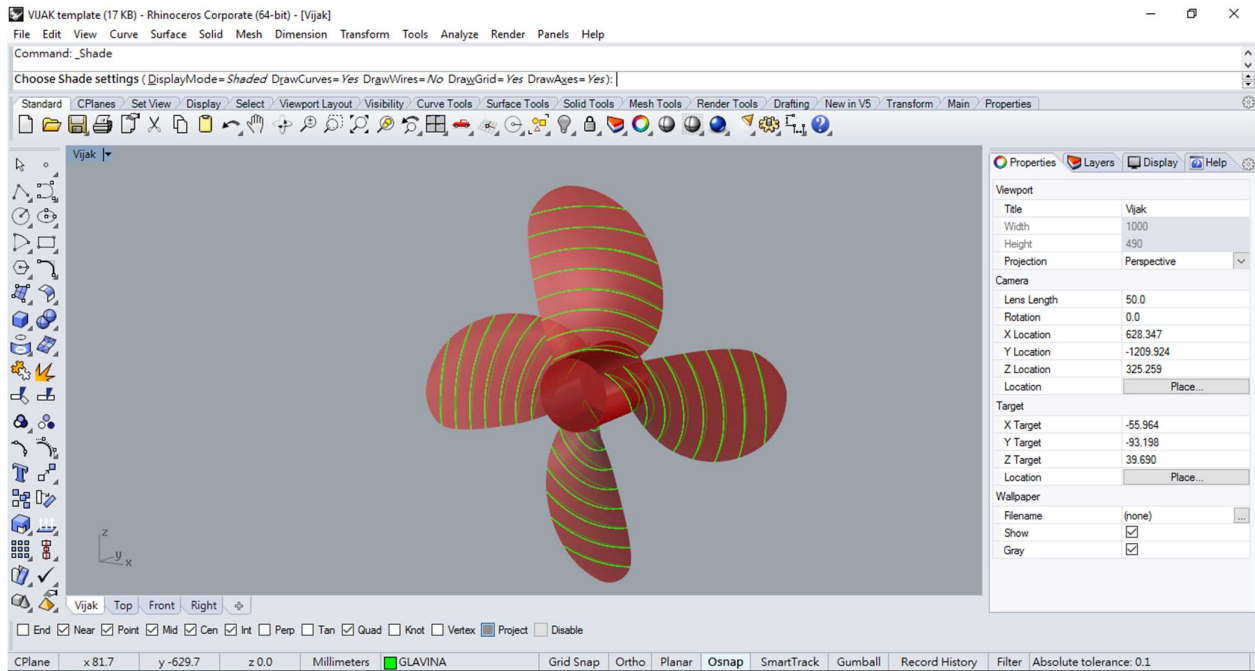 VIJAK template (17 KB) - Rhinoceros Corporate (64-bit) - [Vijak]
File Edit View Curve Surface Solid Mesh Dimension Transform Tools Analyze Render Panels Help
Command: _Shade
Choose Shade settings ( DisplayMode= Shaded DrawCurves= Yes DrawWires= No DrawGrid= Yes DrawAxes= Yes):
Standard CPlanes Set View Display Select Viewport Layout Visibility Curve Tools Surface Tools Solid Tools Mesh Tools Render Tools Drafting New in V5 Transform Main Properties
Vijak
Properties Layers Display Help
Viewport
Title Vijak
Width 1000
Height 490
Projection Perspective
Camera
Lens Length 50.0
Rotation 0.0
X Location 628.347
Y Location -1209.924
Z Location 325.259
Location Place...
Target
X Target -55.964
Y Target -93.198
Z Target 39.690
Location Place...
Wallpaper
Filename (none) ...
Show
Gray
z
y
x
Vijak Top Front Right
End Near Point Mid Cen Int Perp Tan Quad Knot Vertex Project Disable
CPlane x 81.7 y -629.7 z 0.0 Millimeters GLAVINA Grid Snap Ortho Planar Osnap SmartTrack Gumball Record History Filter Absolute tolerance: 0.1